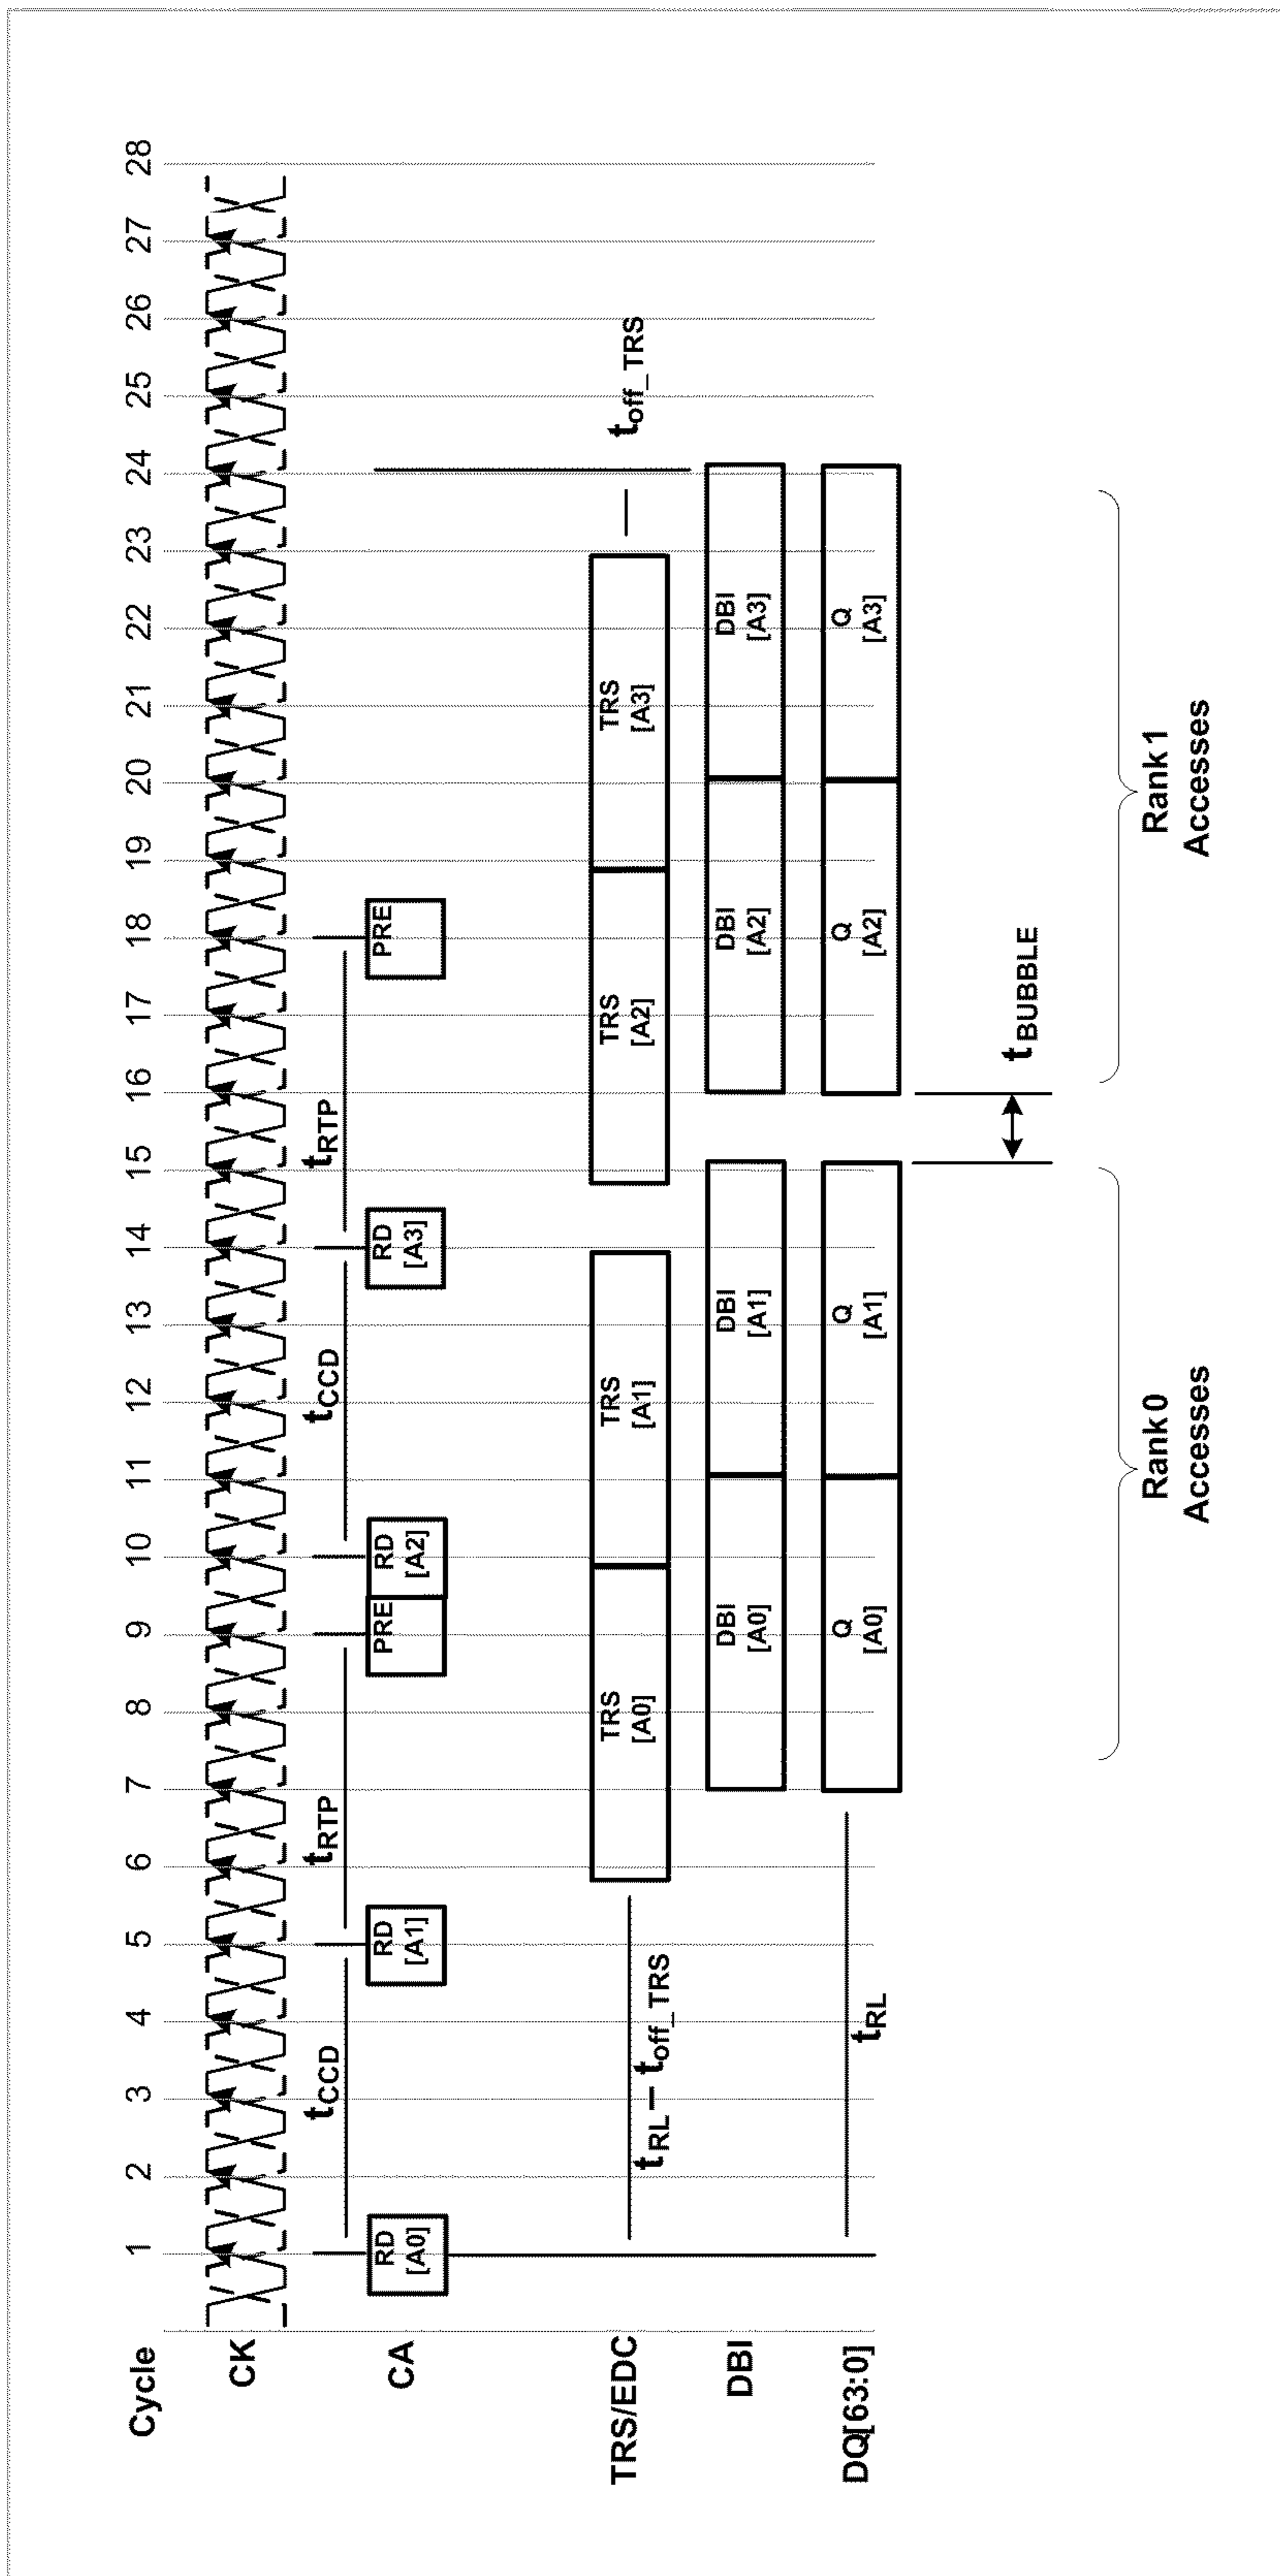 Cycle 1 2 3 4 5 6 7 8 9 10 11 12 13 14 15 16 17 18 19 20 21 22 23 24 25 26 27 28
CK
tCCD tRTP tCCD tRTP
CA
RD
[A0]
RD
[A1]
PRE
RD
[A2]
RD
[A3]
PRE
TRS/EDC
tRL – toff_TRS
TRS
[A0]
TRS
[A1]
TRS
[A2]
TRS
[A3]
toff_TRS
DBI
DBI
[A0]
DBI
[A1]
DBI
[A2]
DBI
[A3]
DQ[63:0]
tRL
Q
[A0]
Q
[A1]
Q
[A2]
Q
[A3]
tBUBBLE
Rank 0
Accesses
Rank 1
Accesses